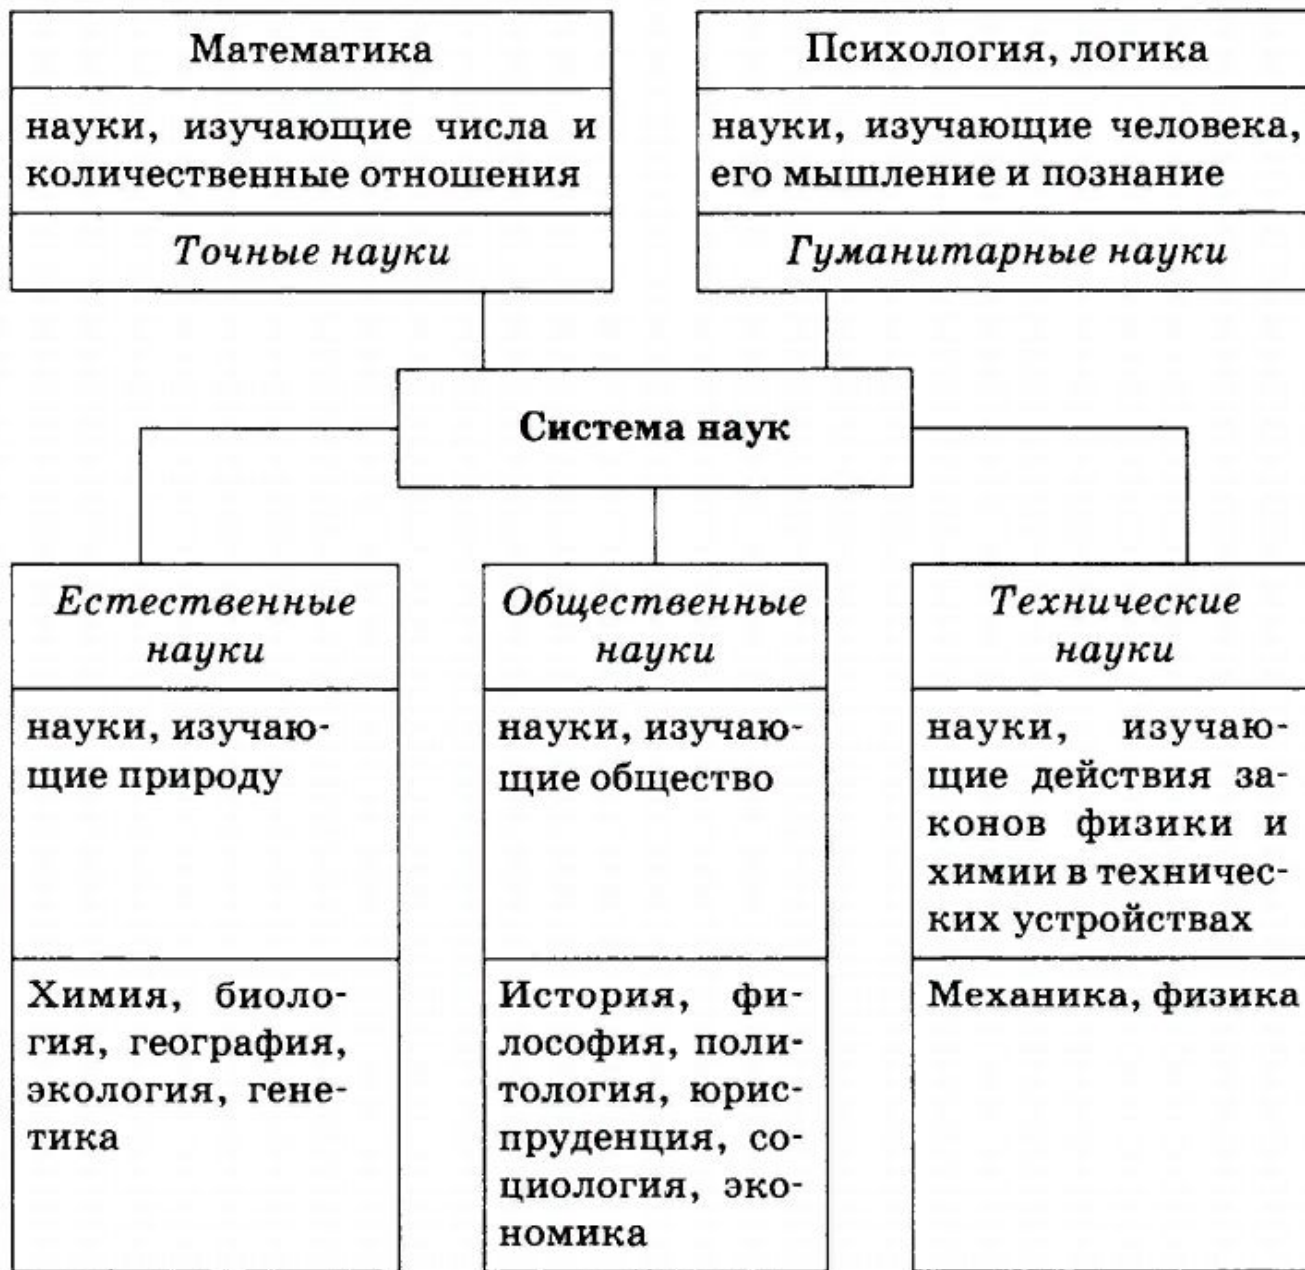 Математика
науки, изучающие числа и
количественные отношения
Точные науки
Психология, логика
науки, изучающие человека,
его мышление и познание
Гуманитарные науки
Система наук
Естественные
науки
науки, изучаю-
щие природу
Химия, биоло-
гия, география,
экология, гене-
тика
Общественные
науки
науки, изучаю-
щие общество
История, фи-
лософия, поли-
тология, юрис-
пруденция, со-
циология, эко-
номика
Технические
науки
науки, изучаю-
щие действия за-
конов физики и
химии в техничес-
ких устройствах
Механика, физика